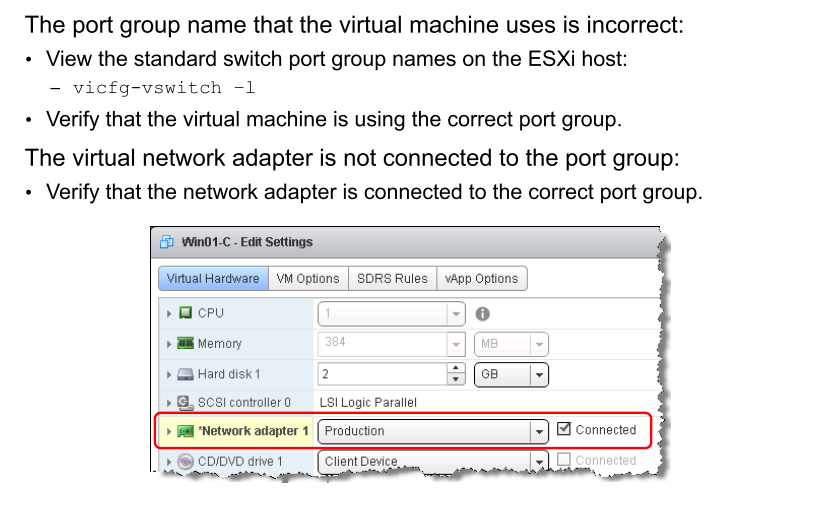 The port group name that the virtual machine uses is incorrect:
• View the standard switch port group names on the ESXi host:
– vicfg-vswitch –l
• Verify that the virtual machine is using the correct port group.
The virtual network adapter is not connected to the port group:
• Verify that the network adapter is connected to the correct port group.
Win01-C - Edit Settings
Virtual Hardware VM Options SDRS Rules vApp Options
CPU 1
Memory 384 MB
Hard disk 1 2 GB
SCSI controller 0 LSI Logic Parallel
*Network adapter 1 Production Connected
CD/DVD drive 1 Client Device Connected